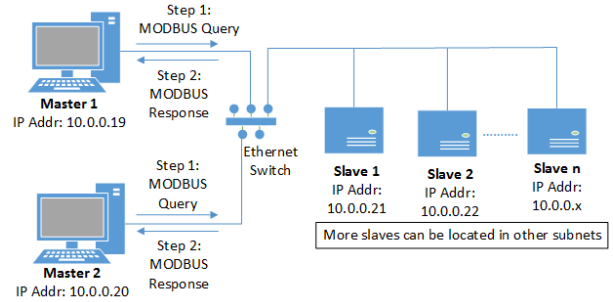 Step 1:
MODBUS Query
Step 2:
MODBUS
Response
Master 1
IP Addr: 10.0.0.19
Ethernet
Switch
Slave 1
IP Addr:
10.0.0.21
Slave 2
IP Addr:
10.0.0.22
Slave n
IP Addr:
10.0.0.x
More slaves can be located in other subnets
Step 1:
MODBUS
Query
Step 2:
MODBUS
Response
Master 2
IP Addr: 10.0.0.20